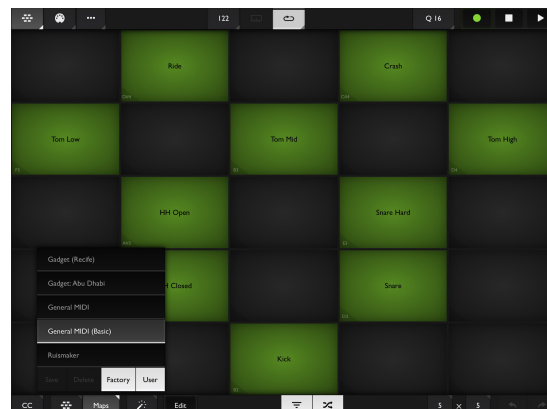 122
Q 16
Ride
Crash
Tom Low
Tom Mid
Tom High
HH Open
Snare Hard
Gadget (Recife)
Gadget: Abu Dhabi
Closed
Snare
General MIDI
General MIDI (Basic)
Ruismaker
Kick
Save Delete Factory User
CC Maps Edit 5 x 5